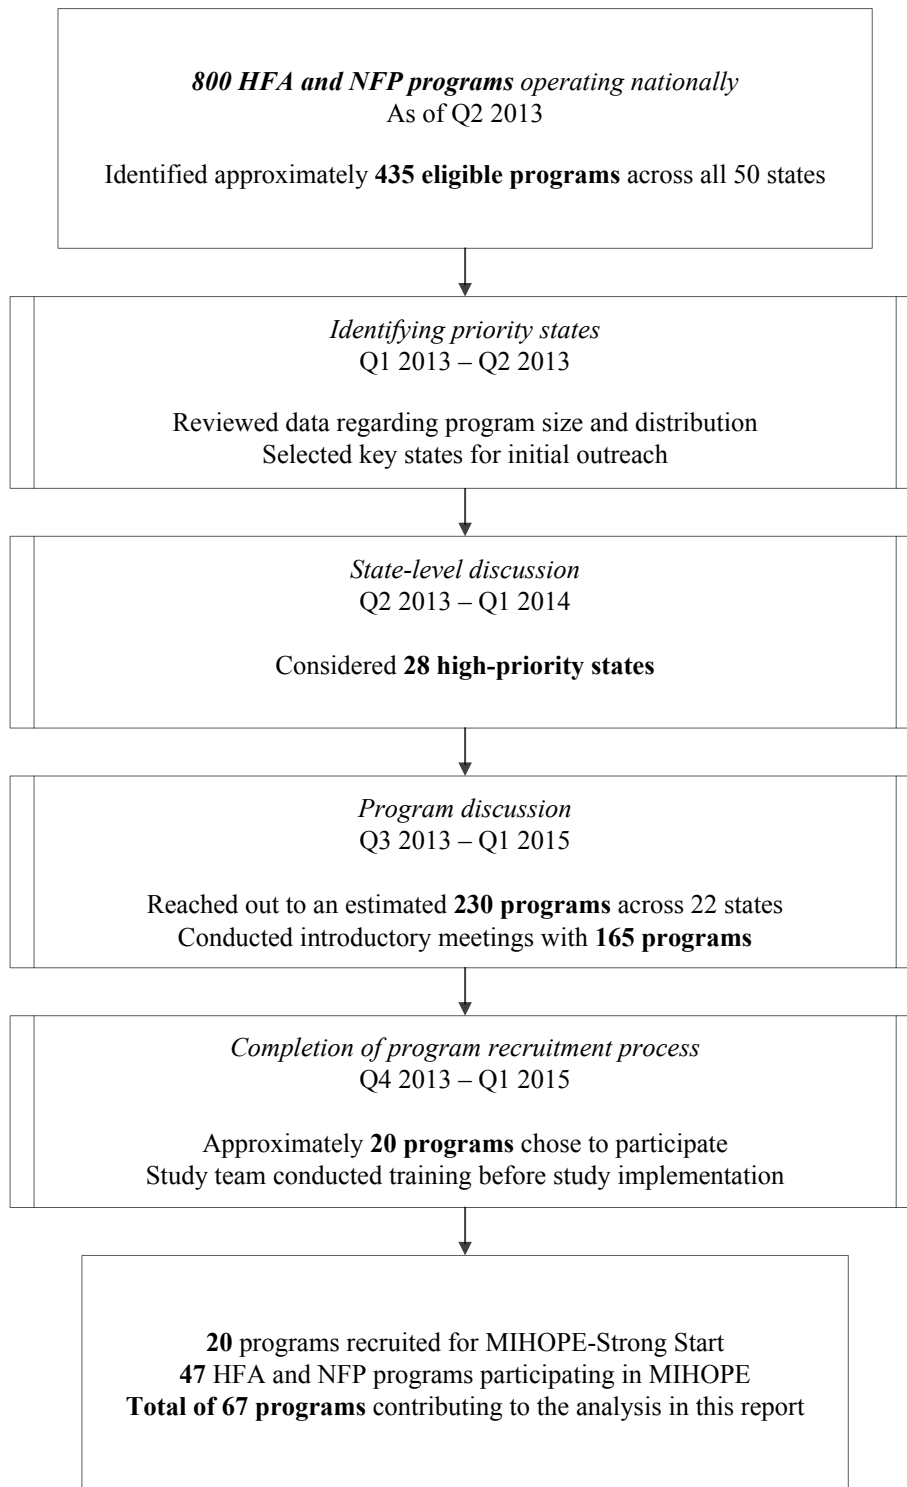 800 HFA and NFP programs operating nationally
As of Q2 2013
Identified approximately 435 eligible programs across all 50 states
Identifying priority states
Q1 2013 – Q2 2013
Reviewed data regarding program size and distribution
Selected key states for initial outreach
State-level discussion
Q2 2013 – Q1 2014
Considered 28 high-priority states
Program discussion
Q3 2013 – Q1 2015
Reached out to an estimated 230 programs across 22 states
Conducted introductory meetings with 165 programs
Completion of program recruitment process
Q4 2013 – Q1 2015
Approximately 20 programs chose to participate
Study team conducted training before study implementation
20 programs recruited for MIHOPE-Strong Start
47 HFA and NFP programs participating in MIHOPE
Total of 67 programs contributing to the analysis in this report